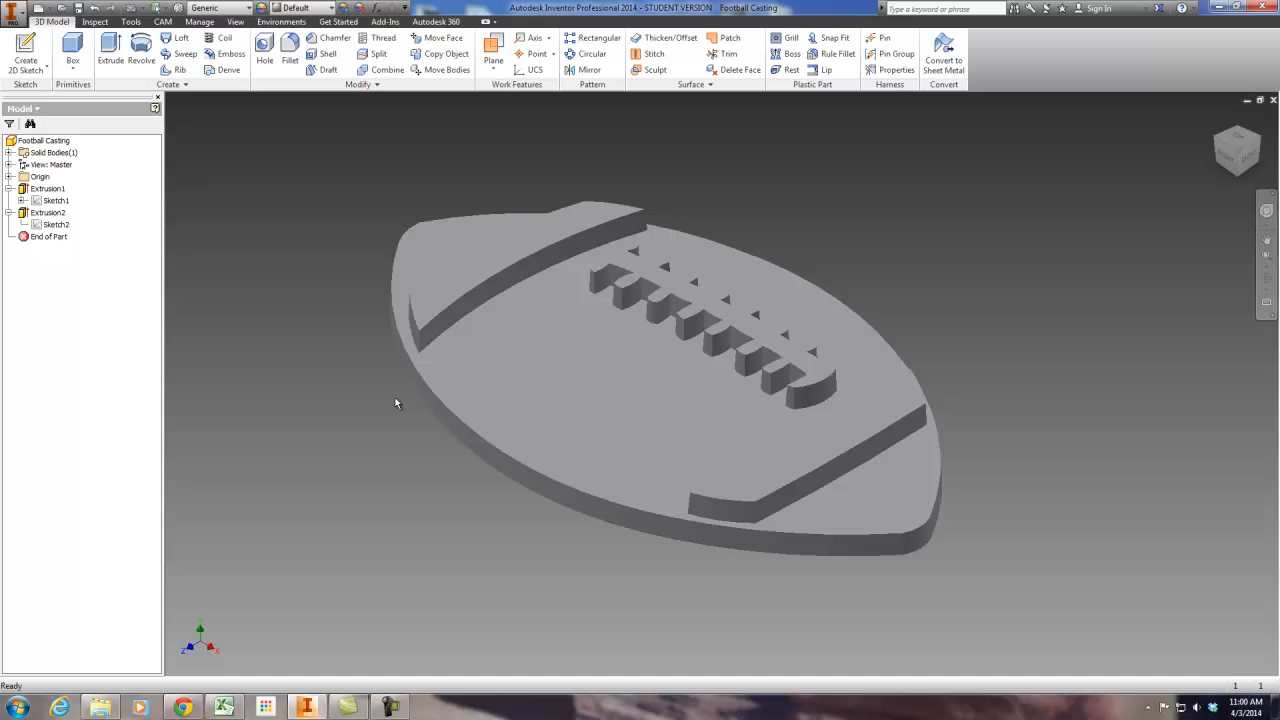 Generic
Default
Autodesk Inventor Professional 2014 - STUDENT VERSION Football Casting
Type a keyword or phrase
Sign In
PRO
3D Model Inspect Tools CAM Manage View Environments Get Started Add-Ins Autodesk 360
Create
2D Sketch
Box
Extrude
Revolve
Loft
Sweep
Rib
Coil
Emboss
Derive
Hole
Fillet
Chamfer
Shell
Draft
Thread
Split
Combine
Move Face
Copy Object
Move Bodies
Plane
Axis
Point
UCS
Rectangular
Circular
Mirror
Thicken/Offset
Stitch
Sculpt
Patch
Trim
Delete Face
Grill
Boss
Rest
Snap Fit
Rule Fillet
Lip
Pin
Pin Group
Properties
Convert to
Sheet Metal
Sketch Primitives Create Modify Work Features Pattern Surface Plastic Part Harness Convert
Model
Football Casting
Solid Bodies(1)
View: Master
Origin
Extrusion1
Sketch1
Extrusion2
Sketch2
End of Part
Y
Z
X
Ready
1 1
11:00 AM
4/3/2014